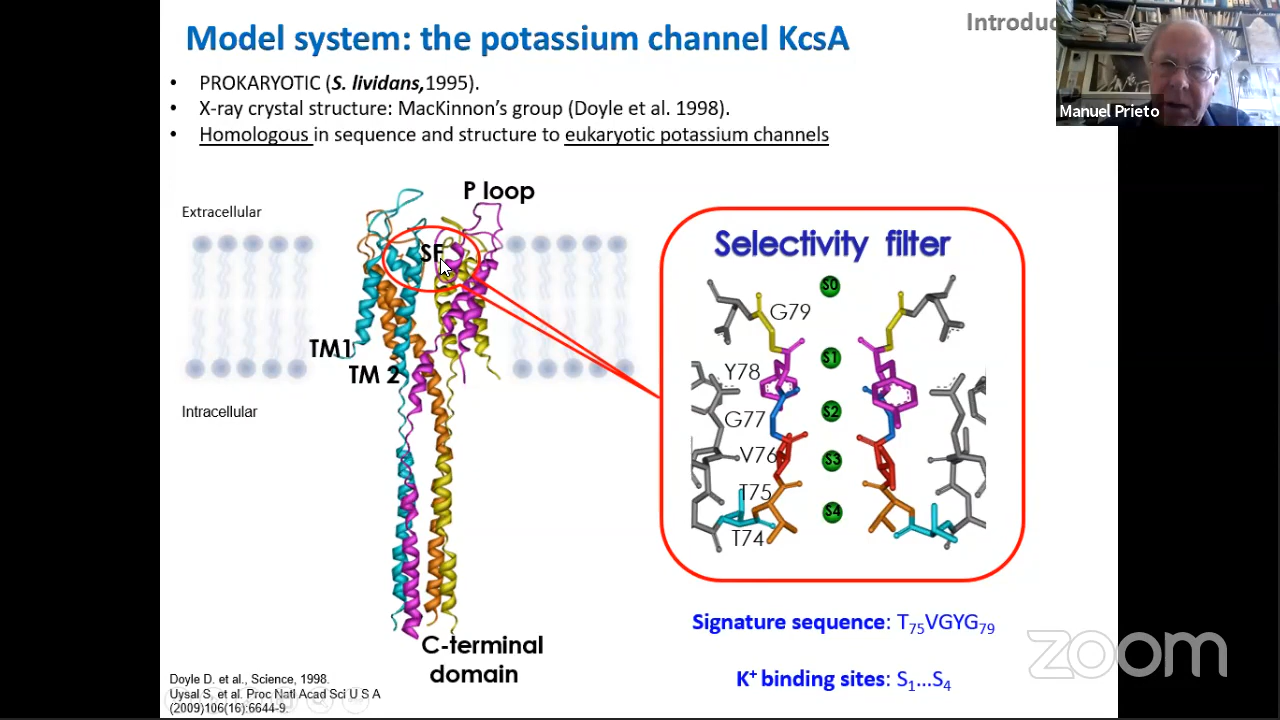 Introduc
Model system: the potassium channel KcsA
• PROKARYOTIC (S. lividans,1995).
• X-ray crystal structure: MacKinnon's group (Doyle et al. 1998).
• Homologous in sequence and structure to eukaryotic potassium channels
Manuel Prieto
P loop
Extracellular
SF
TM1
TM 2
Intracellular
C-terminal
domain
Selectivity filter
S0
G79
S1
Y78
S2
G77
V76
S3
T75
S4
T74
Signature sequence: T75VGYG79
K+ binding sites: S1...S4
zoom
Doyle D. et al., Science, 1998.
Uysal S. et al. Proc Natl Acad Sci U S A
(2009)106(16):6644-9.